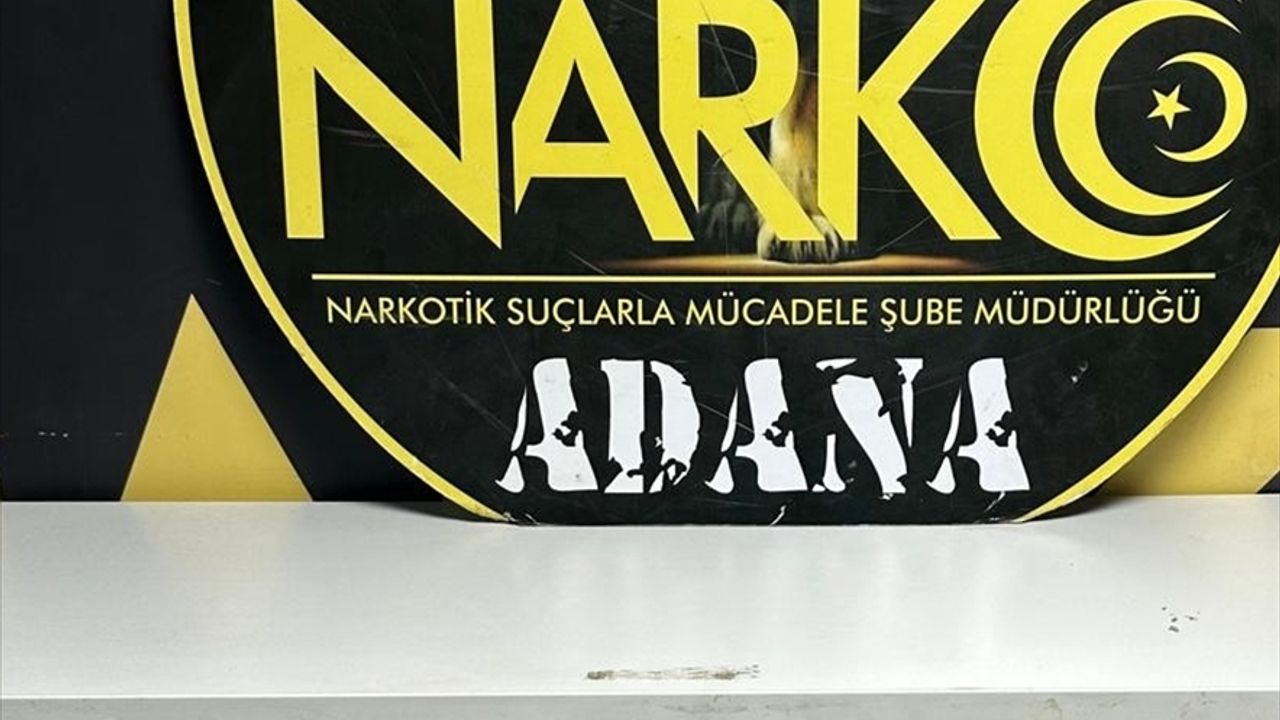 NARKO
NARKOTİK SUÇLARLA MÜCADELE ŞUBE MÜDÜRLÜĞÜ
ADANA